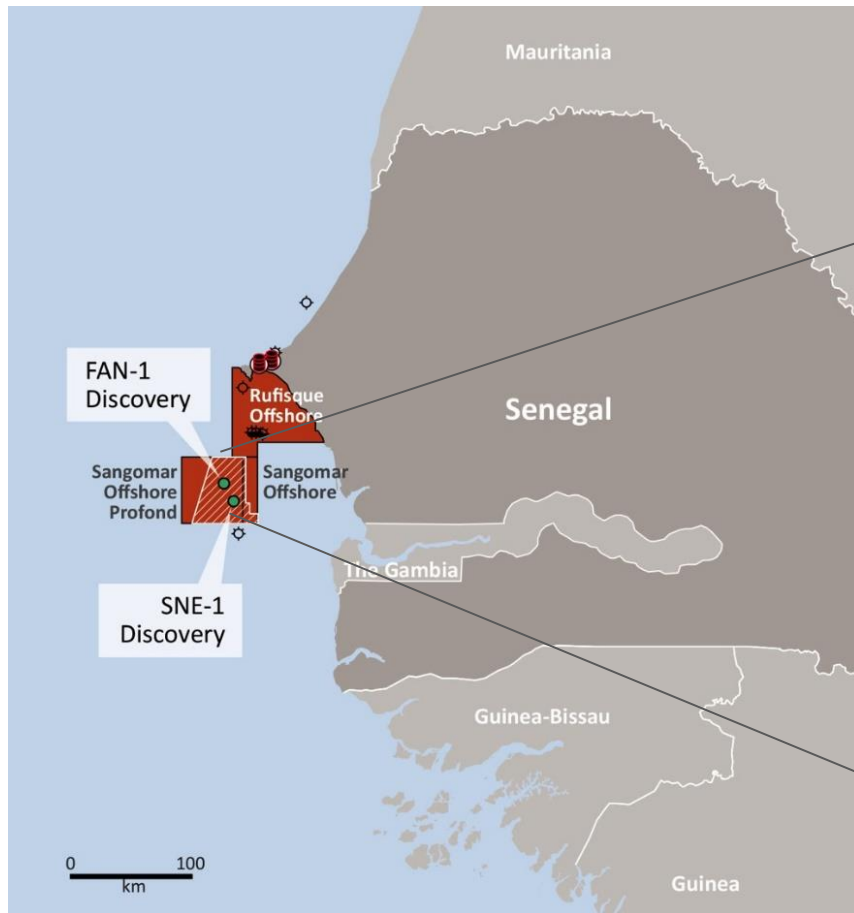 Mauritania
FAN-1
Discovery
Rufisque
Offshore
Senegal
Sangomar
Offshore
Profond
Sangomar
Offshore
The Gambia
SNE-1
Discovery
Guinea-Bissau
0 100
km
Guinea